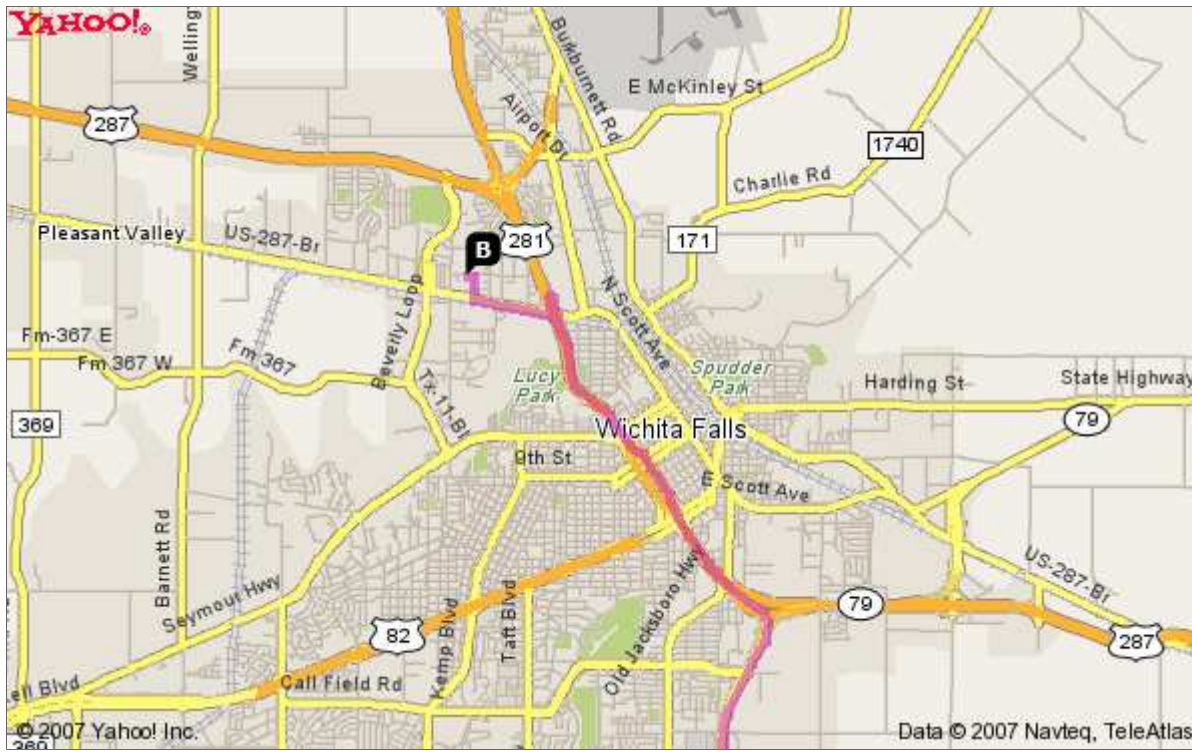 YAHOO!
Wellingt
Burkburnett Rd
E McKinley St
287
Airport Dr
1740
Charlie Rd
Pleasant Valley
US-287-Br
B
281
171
Beverly Loop
N Scott Ave
Fm-367 E
Fm 367 W
Fm 367
Lucy
Park
Spudder
Park
Harding St
State Highway
369
Tx-11-Bl
79
Wichita Falls
9th St
E Scott Ave
Barnett Rd
Seymour Hwy
US-287-Br
Old Jacksboro Hwy
79
82
Kemp Blvd
Taft Blvd
287
ell Blvd
Call Field Rd
© 2007 Yahoo! Inc.
Data © 2007 Navteq, TeleAtlas
369